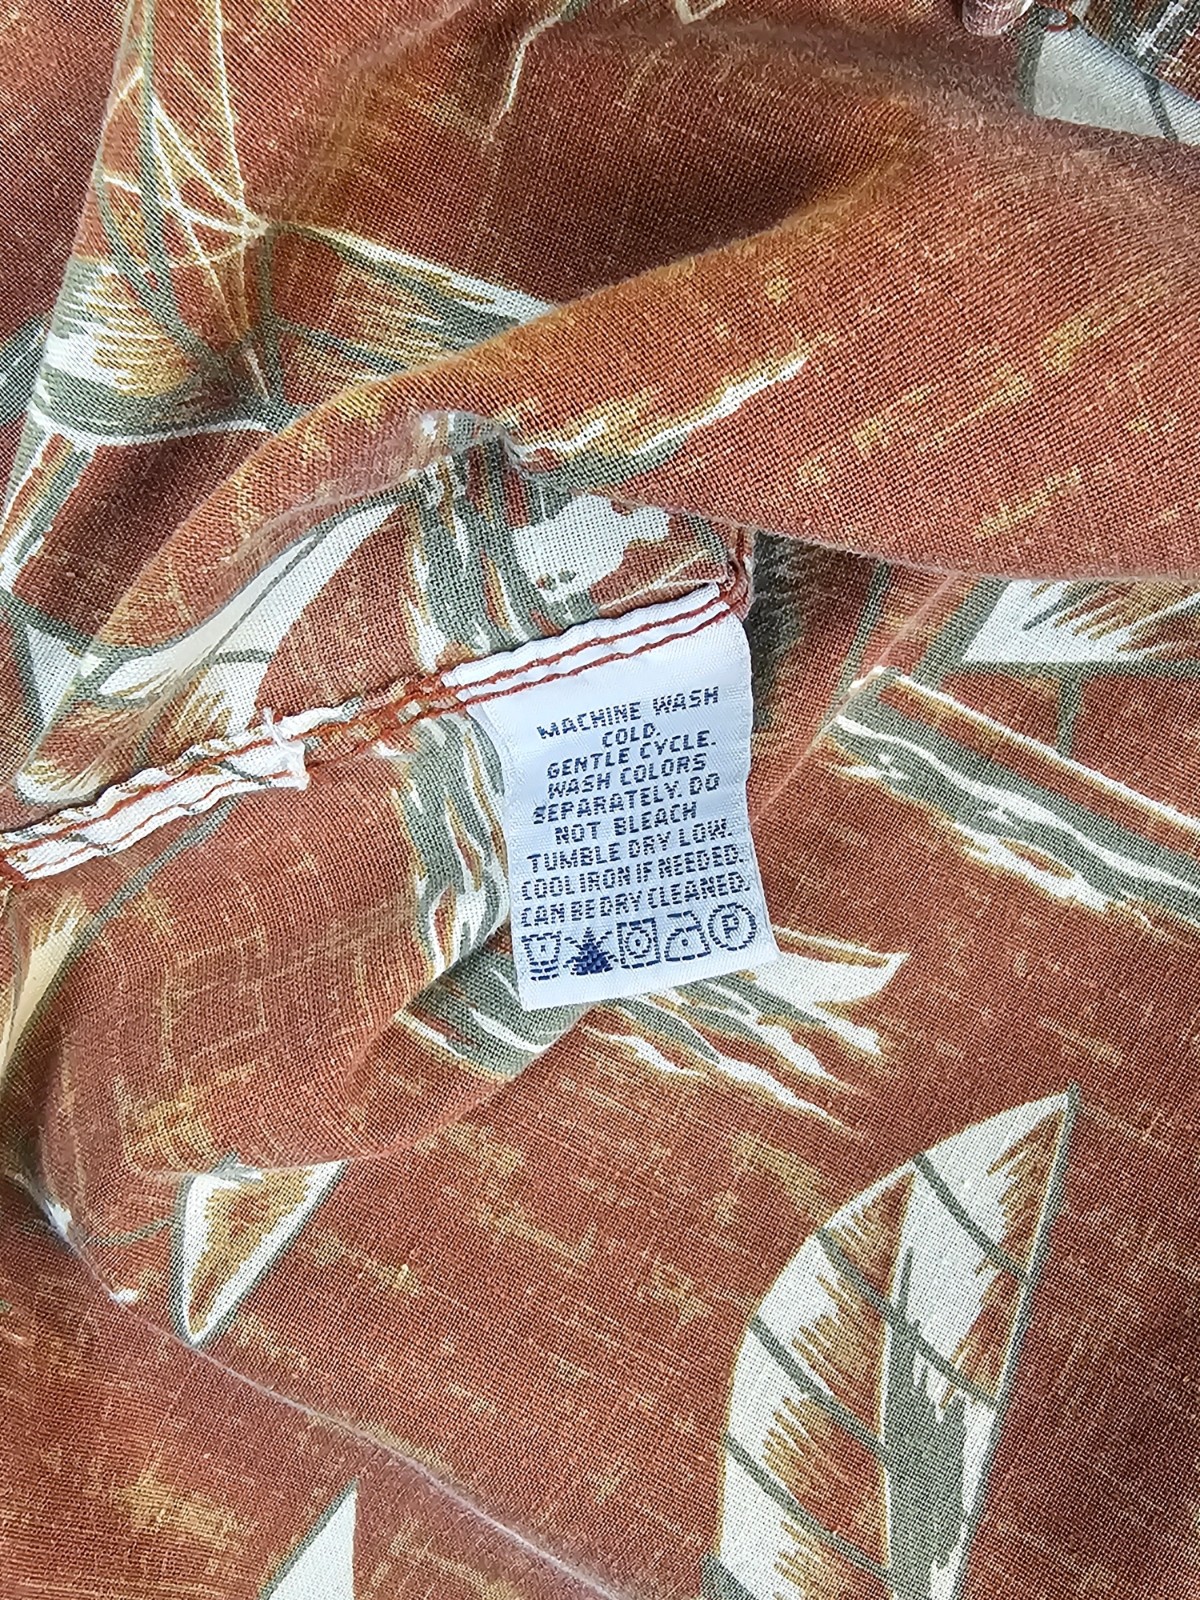 MACHINE WASH
COLD.
GENTLE CYCLE.
WASH COLORS
SEPARATELY. DO
NOT BLEACH
TUMBLE DRY LOW.
COOL IRON IF NEEDED.
CAN BE DRY CLEANED.
P